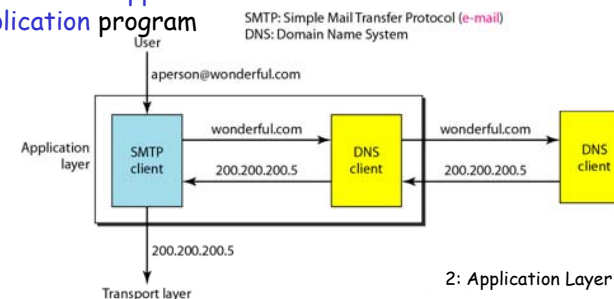 plication program
SMTP: Simple Mail Transfer Protocol (e-mail)
DNS: Domain Name System
User
aperson@wonderful.com
Application
layer
SMTP
client
wonderful.com
200.200.200.5
DNS
client
wonderful.com
200.200.200.5
DNS
client
200.200.200.5
Transport layer
2: Application Layer